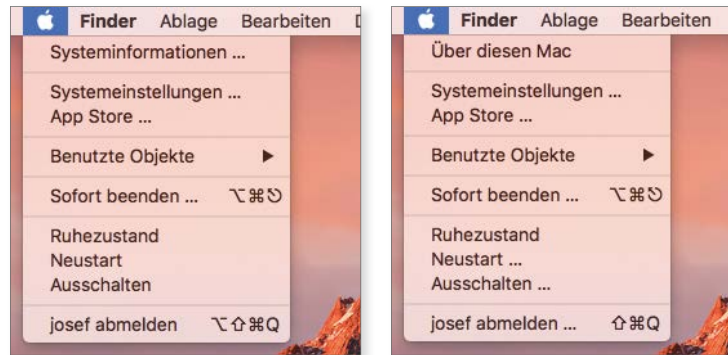 Finder Ablage Bearbeiten
Systeminformationen ...
Systemeinstellungen ...
App Store ...
Benutzte Objekte ▶
Sofort beenden ... ⌥⌘⎋
Ruhezustand
Neustart
Ausschalten
josef abmelden ⌥⇧⌘Q
Finder Ablage Bearbeiten
Über diesen Mac
Systemeinstellungen ...
App Store ...
Benutzte Objekte ▶
Sofort beenden ... ⌥⌘⎋
Ruhezustand
Neustart ...
Ausschalten ...
josef abmelden ... ⇧⌘Q